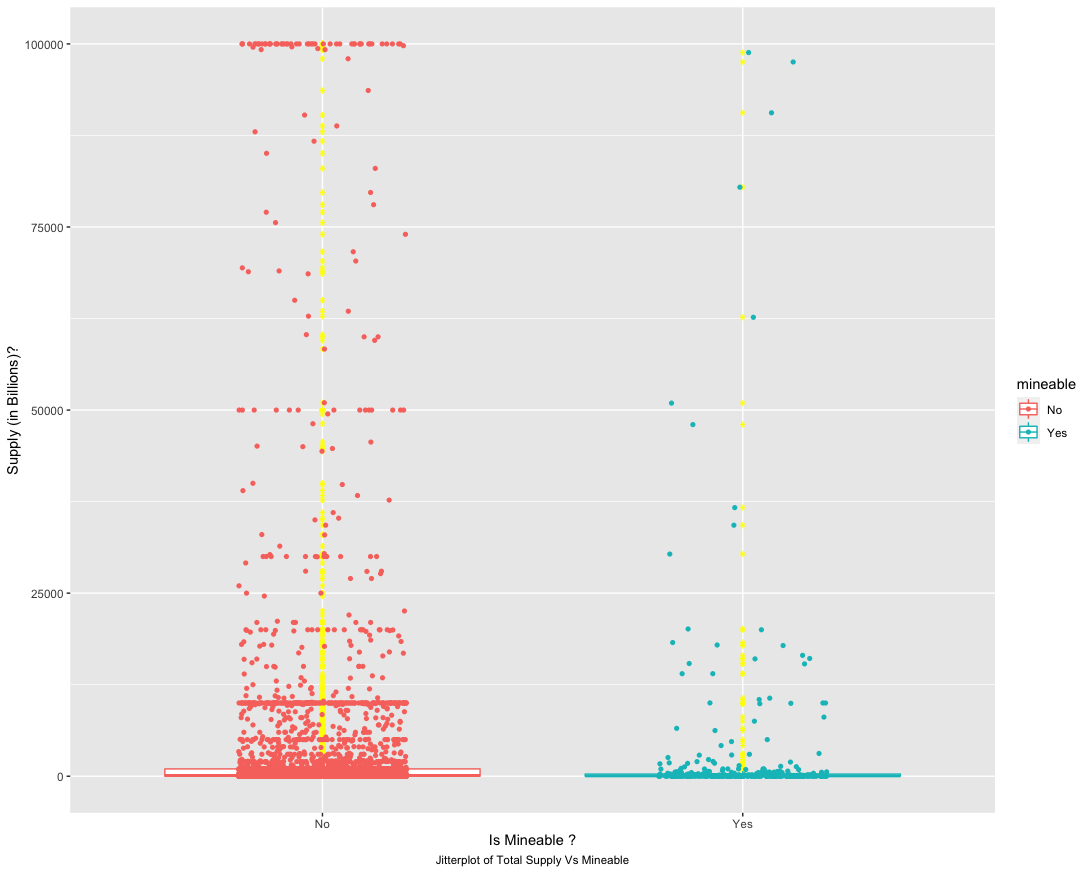 100000
75000
50000
25000
0
Supply (in Billions)?
No
Yes
Is Mineable ?
Jitterplot of Total Supply Vs Mineable
mineable
No
Yes